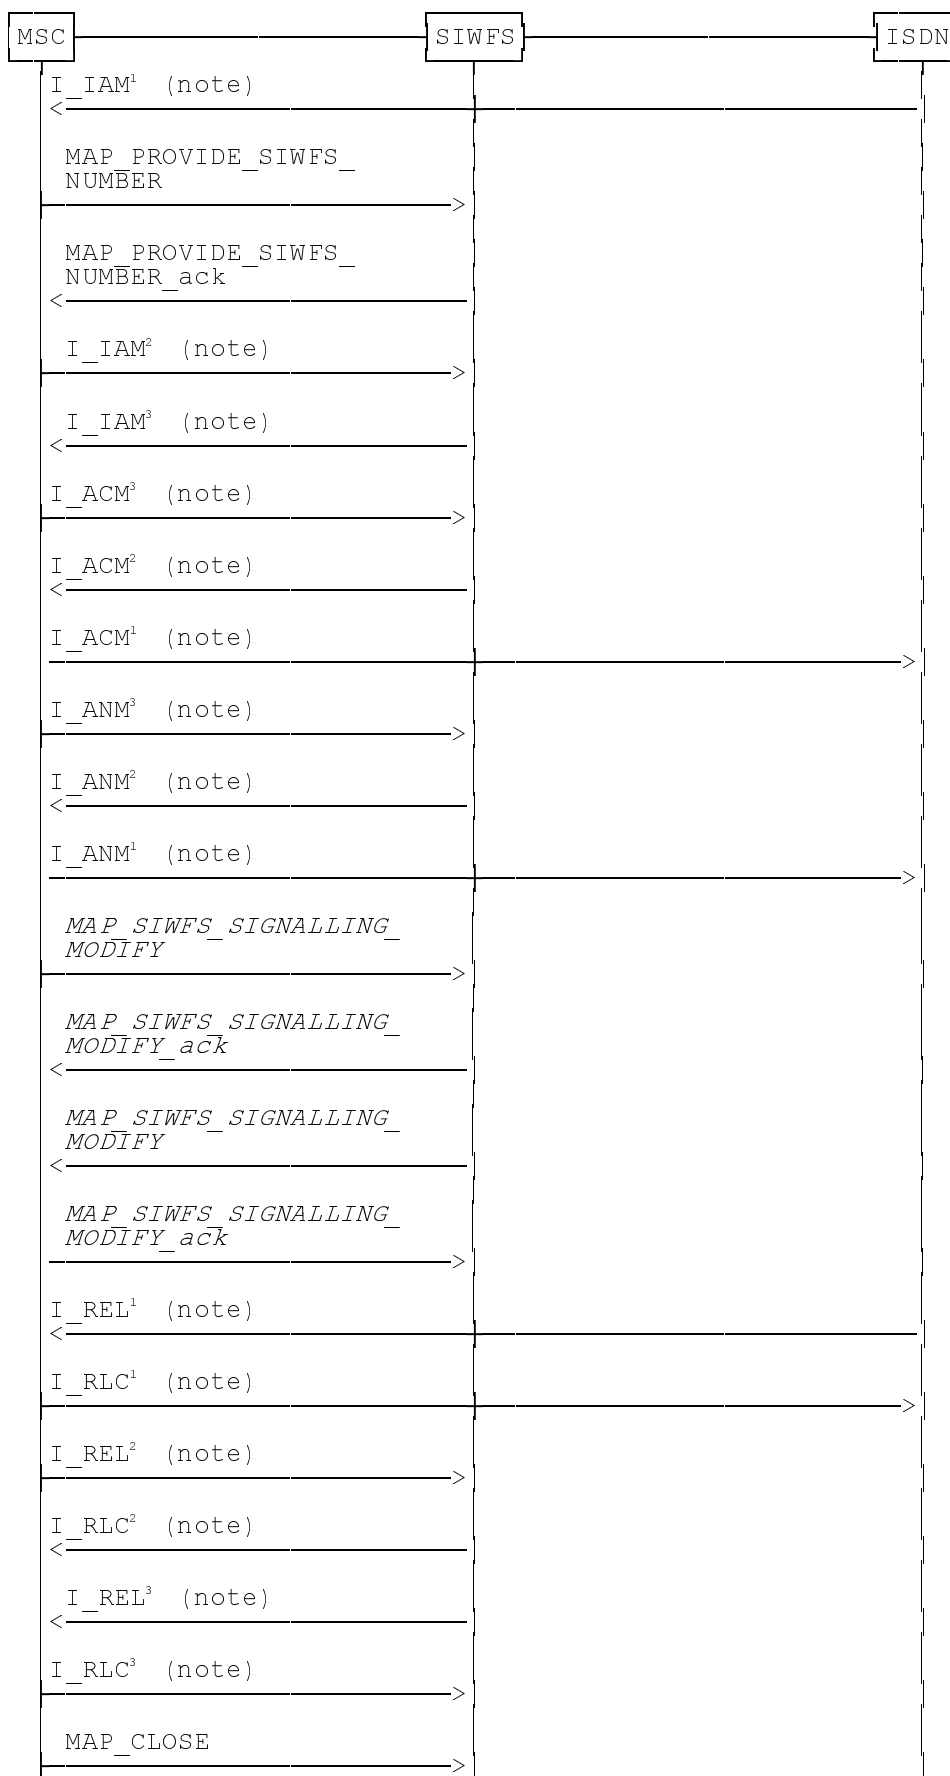 MSC SIWFS ISDN
I_IAM¹ (note)
MAP_PROVIDE_SIWFS_
NUMBER
MAP_PROVIDE_SIWFS_
NUMBER_ack
I_IAM² (note)
I_IAM³ (note)
I_ACM³ (note)
I_ACM² (note)
I_ACM¹ (note)
I_ANM³ (note)
I_ANM² (note)
I_ANM¹ (note)
MAP_SIWFS_SIGNALLING_
MODIFY
MAP_SIWFS_SIGNALLING_
MODIFY_ack
MAP_SIWFS_SIGNALLING_
MODIFY
MAP_SIWFS_SIGNALLING_
MODIFY_ack
I_REL¹ (note)
I_RLC¹ (note)
I_REL² (note)
I_RLC² (note)
I_REL³ (note)
I_RLC³ (note)
MAP_CLOSE